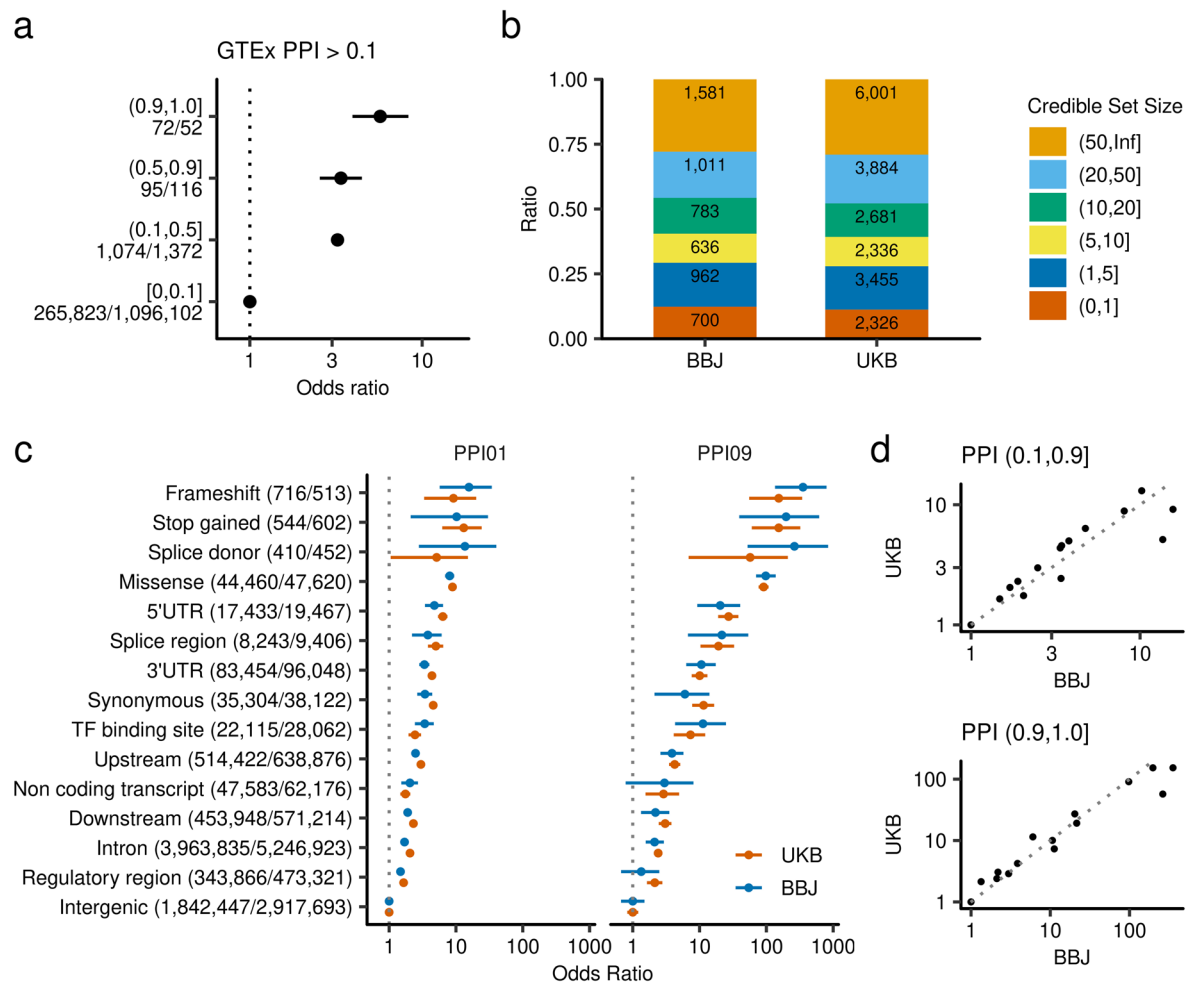 a
GTEx PPI > 0.1
(0.9,1.0]
72/52
(0.5,0.9]
95/116
(0.1,0.5]
1,074/1,372
[0,0.1]
265,823/1,096,102
1 3 10
Odds ratio
b
1.00
0.75
0.50
0.25
0.00
Ratio
1,581 6,001
1,011 3,884
783 2,681
636 2,336
962 3,455
700 2,326
BBJ UKB
Credible Set Size
(50,Inf]
(20,50]
(10,20]
(5,10]
(1,5]
(0,1]
c
PPI01 PPI09
Frameshift (716/513)
Stop gained (544/602)
Splice donor (410/452)
Missense (44,460/47,620)
5'UTR (17,433/19,467)
Splice region (8,243/9,406)
3'UTR (83,454/96,048)
Synonymous (35,304/38,122)
TF binding site (22,115/28,062)
Upstream (514,422/638,876)
Non coding transcript (47,583/62,176)
Downstream (453,948/571,214)
Intron (3,963,835/5,246,923)
Regulatory region (343,866/473,321)
Intergenic (1,842,447/2,917,693)
UKB
BBJ
1 10 100 1000 1 10 100 1000
Odds Ratio
d
PPI (0.1,0.9]
10
3
1
UKB
1 3 10
BBJ
PPI (0.9,1.0]
100
10
1
UKB
1 10 100
BBJ